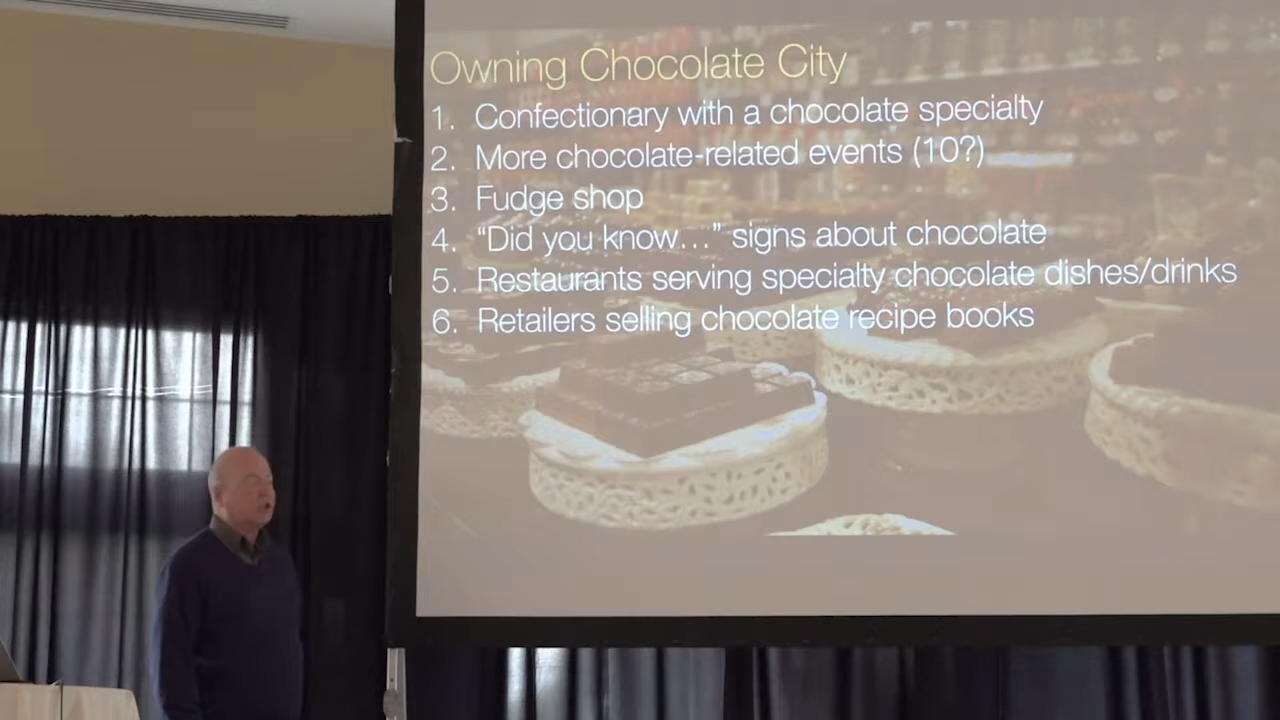 Owning Chocolate City
1. Confectionary with a chocolate specialty
2. More chocolate-related events (10?)
3. Fudge shop
4. “Did you know...” signs about chocolate
5. Restaurants serving specialty chocolate dishes/drinks
6. Retailers selling chocolate recipe books